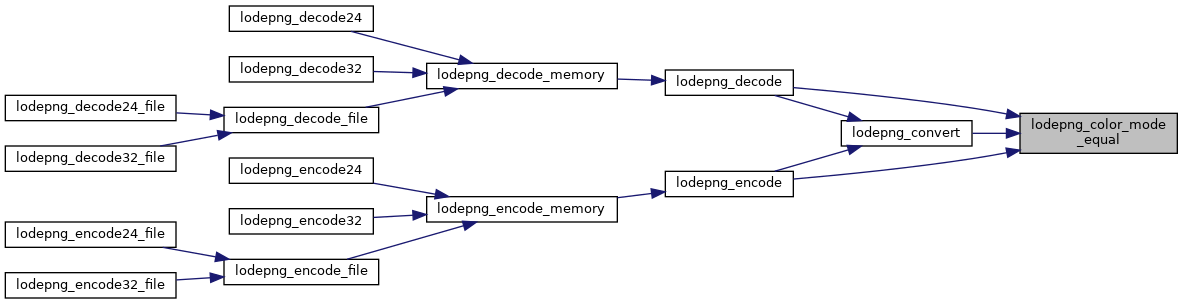 lodepng_decode24
lodepng_decode32
lodepng_decode_memory
lodepng_decode
lodepng_decode24_file
lodepng_decode_file
lodepng_color_mode
_equal
lodepng_convert
lodepng_decode32_file
lodepng_encode24
lodepng_encode
lodepng_encode32
lodepng_encode_memory
lodepng_encode24_file
lodepng_encode_file
lodepng_encode32_file